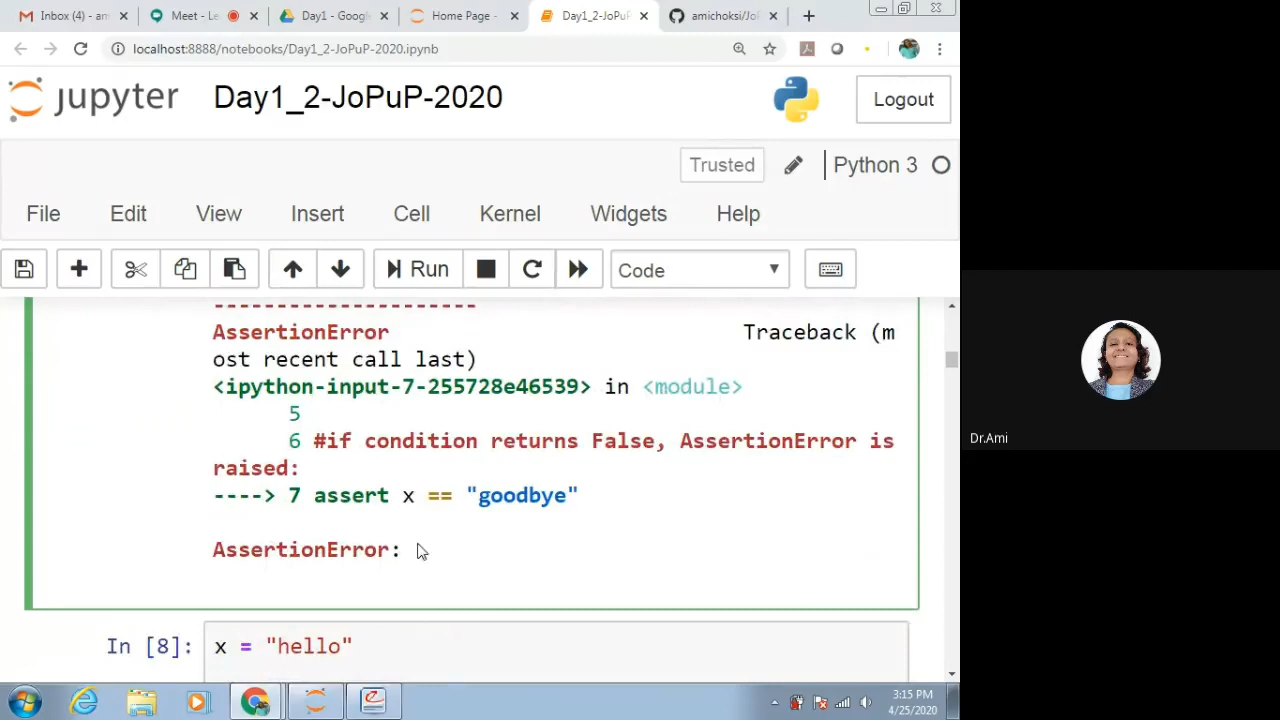 Inbox (4) - am
Meet - Le
Day1 - Google
Home Page -
Day1_2-JoPuP
amichoksi/JoP
localhost:8888/notebooks/Day1_2-JoPuP-2020.ipynb
jupyter
Day1_2-JoPuP-2020
Logout
Trusted
Python 3
File Edit View Insert Cell Kernel Widgets Help
Run
Code
---------------------
AssertionError Traceback (m
ost recent call last)
<ipython-input-7-255728e46539> in <module>
5
6 #if condition returns False, AssertionError is
raised:
----> 7 assert x == "goodbye"
AssertionError:
In [8]: x = "hello"
Dr.Ami
3:15 PM
4/25/2020